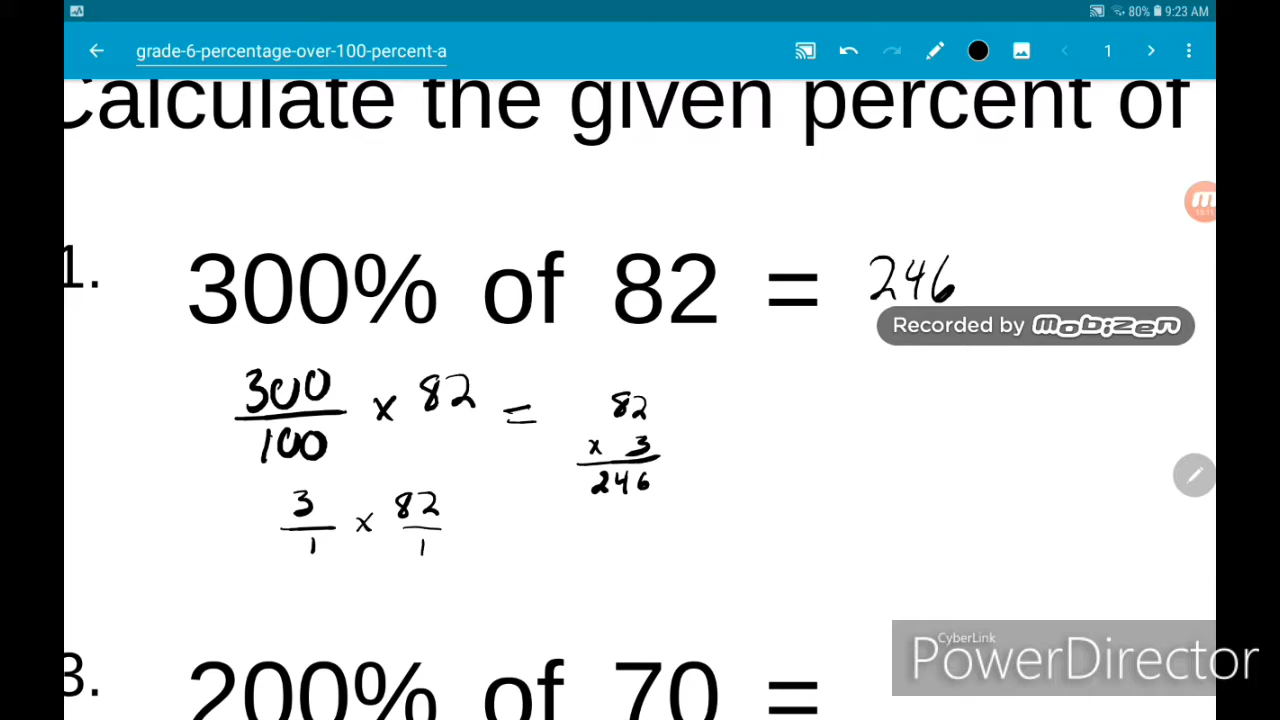 80% 9:23 AM
grade-6-percentage-over-100-percent-a
1
Calculate the given percent of
1. 300% of 82 = 246
Recorded by mobizen
300
100 × 82 =
82
× 3
246
3 × 82
1 1
CyberLink
PowerDirector
3. 200% of 70 =